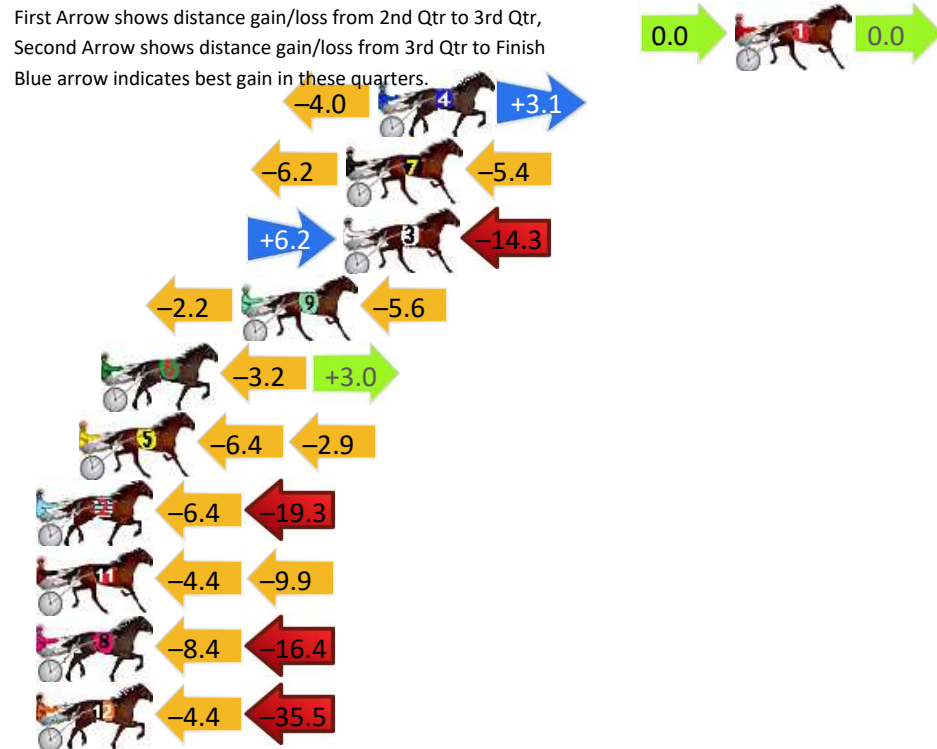 First Arrow shows distance gain/loss from 2nd Qtr to 3rd Qtr,
Second Arrow shows distance gain/loss from 3rd Qtr to Finish
Blue arrow indicates best gain in these quarters.
0.0 1 0.0
–4.0 4 +3.1
–6.2 7 –5.4
+6.2 3 –14.3
–2.2 9 –5.6
–3.2 +3.0
5 –6.4 –2.9
–6.4 –19.3
11 –4.4 –9.9
8 –8.4 –16.4
12 –4.4 –35.5